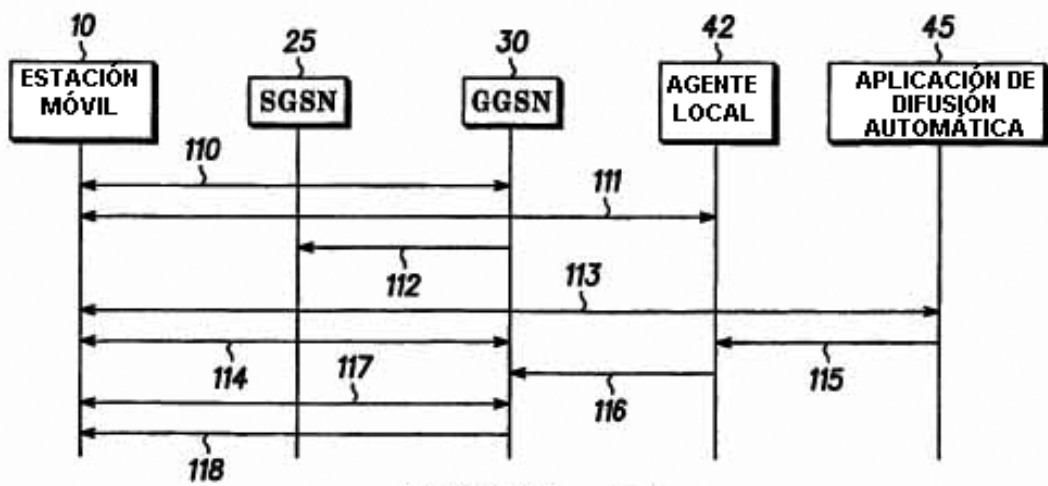 10
25
30
42
45
ESTACIÓN
MÓVIL
SGSN
GGSN
AGENTE
LOCAL
APLICACIÓN DE
DIFUSIÓN
AUTOMÁTICA
110
111
112
113
114
117
116
115
118